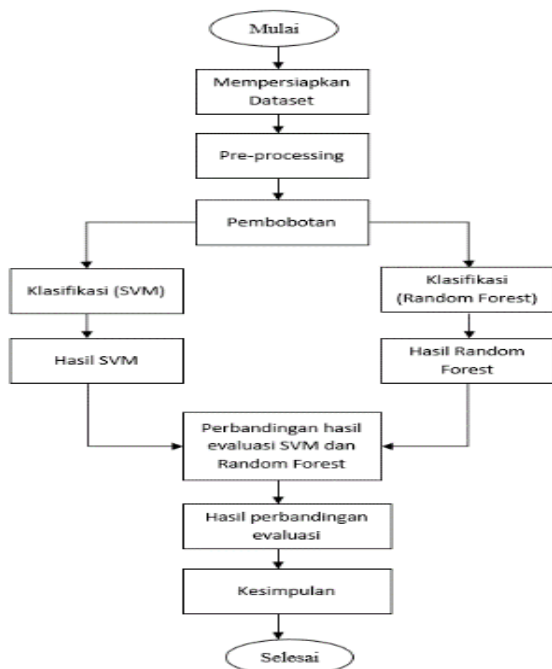 Mulai
Mempersiapkan
Dataset
Pre-processing
Pembobotan
Klasifikasi (SVM)
Klasifikasi
(Random Forest)
Hasil SVM
Hasil Random
Forest
Perbandingan hasil
evaluasi SVM dan
Random Forest
Hasil perbandingan
evaluasi
Kesimpulan
Selesai